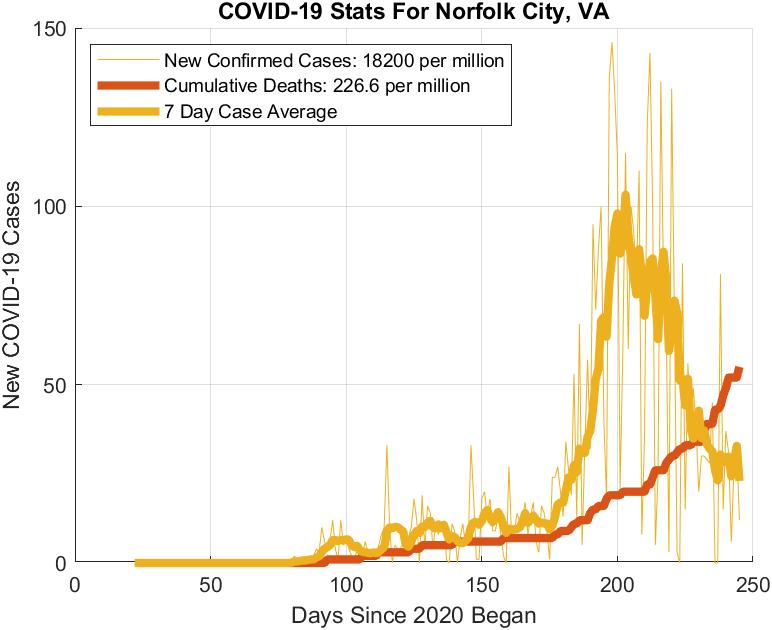 COVID-19 Stats For Norfolk City, VA
150
New Confirmed Cases: 18200 per million
Cumulative Deaths: 226.6 per million
7 Day Case Average
100
New COVID-19 Cases
50
0
0 50 100 150 200 250
Days Since 2020 Began